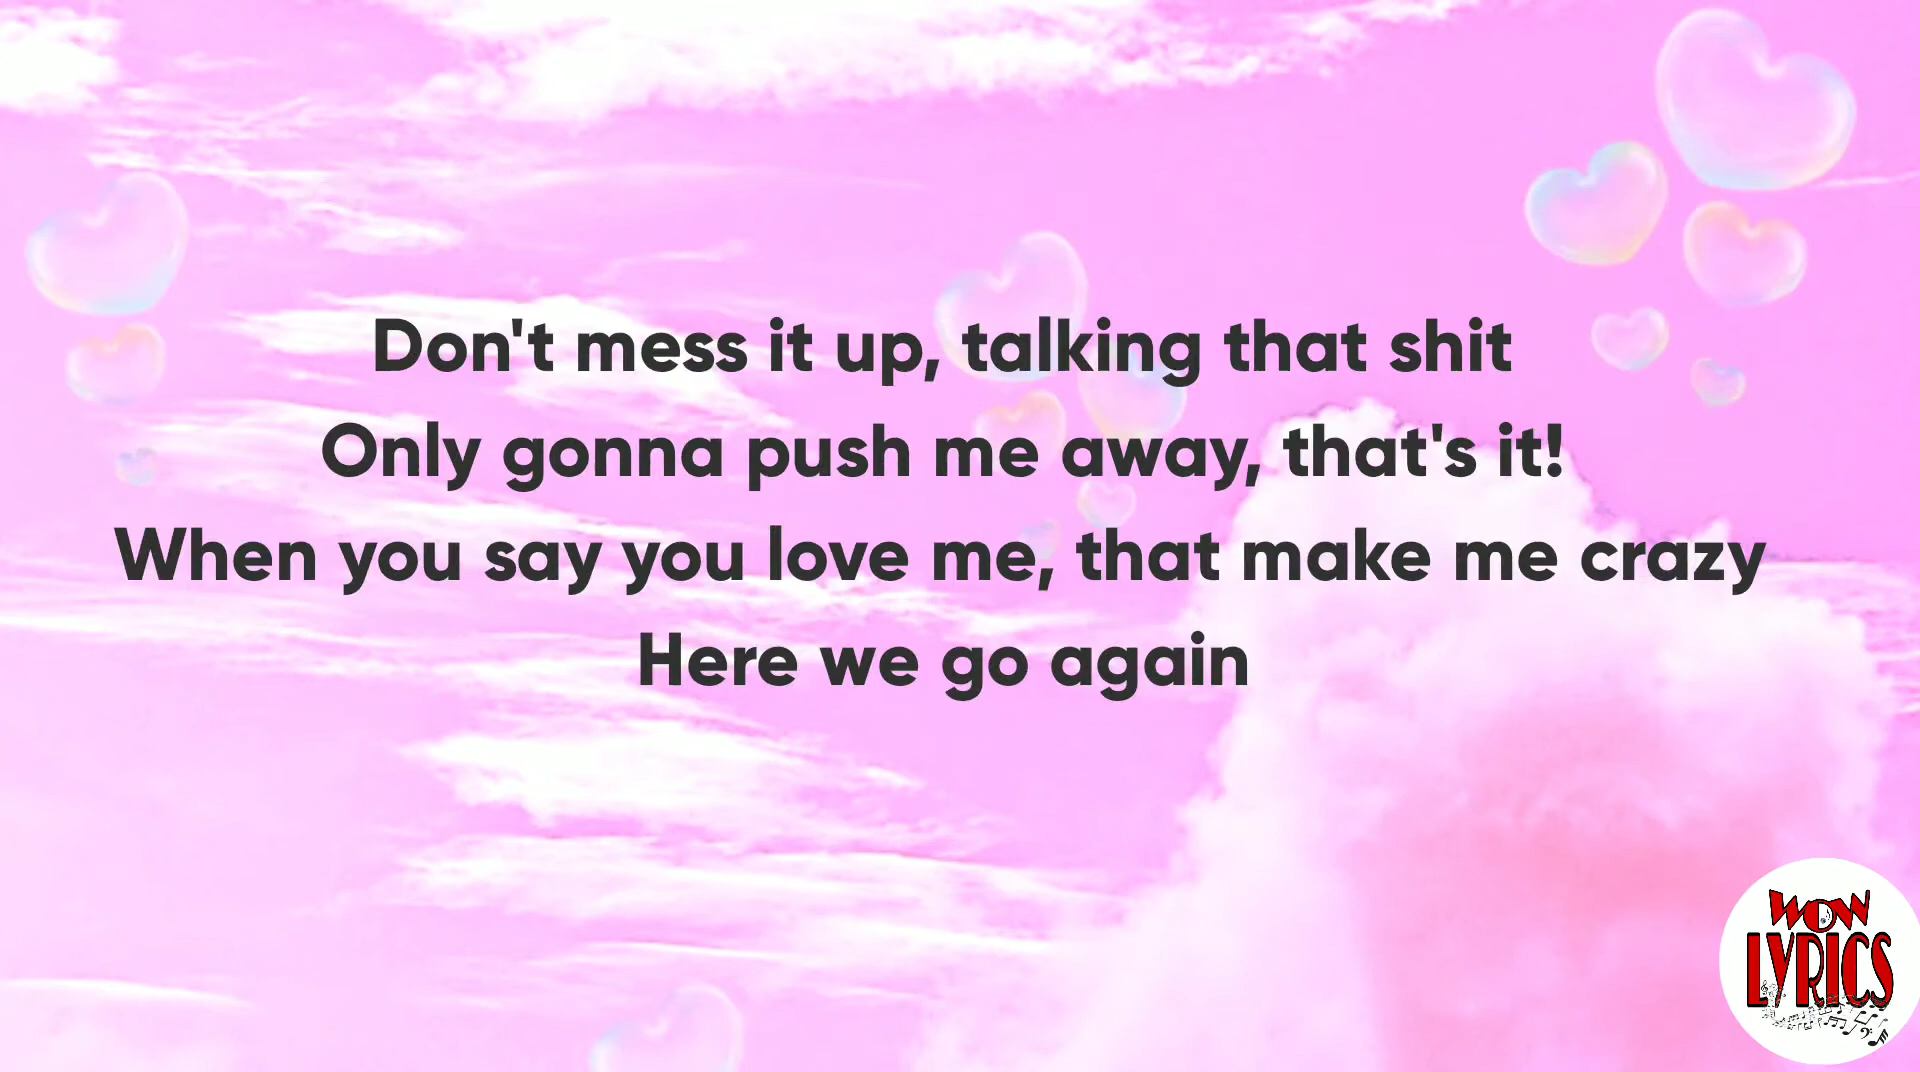 Don't mess it up, talking that shit
Only gonna push me away, that's it!
When you say you love me, that make me crazy
Here we go again
WOW
LYRICS